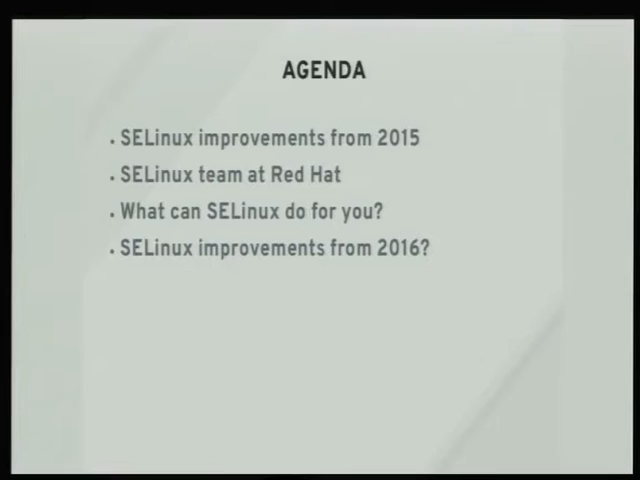 AGENDA
. SELinux improvements from 2015
. SELinux team at Red Hat
. What can SELinux do for you?
. SELinux improvements from 2016?